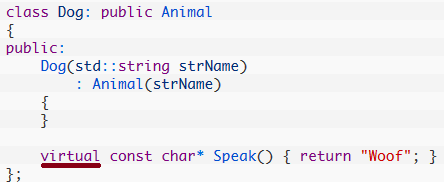 class Dog: public Animal
{
public:
    Dog(std::string strName)
        : Animal(strName)
    {
    }
    virtual const char* Speak() { return "Woof"; }
};